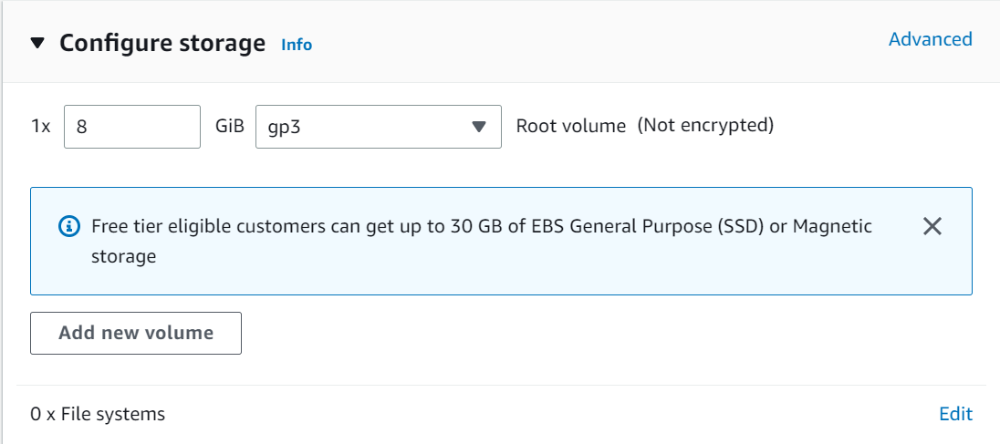 Configure storage Info Advanced
1x 8 GiB gp3 Root volume (Not encrypted)
Free tier eligible customers can get up to 30 GB of EBS General Purpose (SSD) or Magnetic
storage
Add new volume
0 x File systems Edit